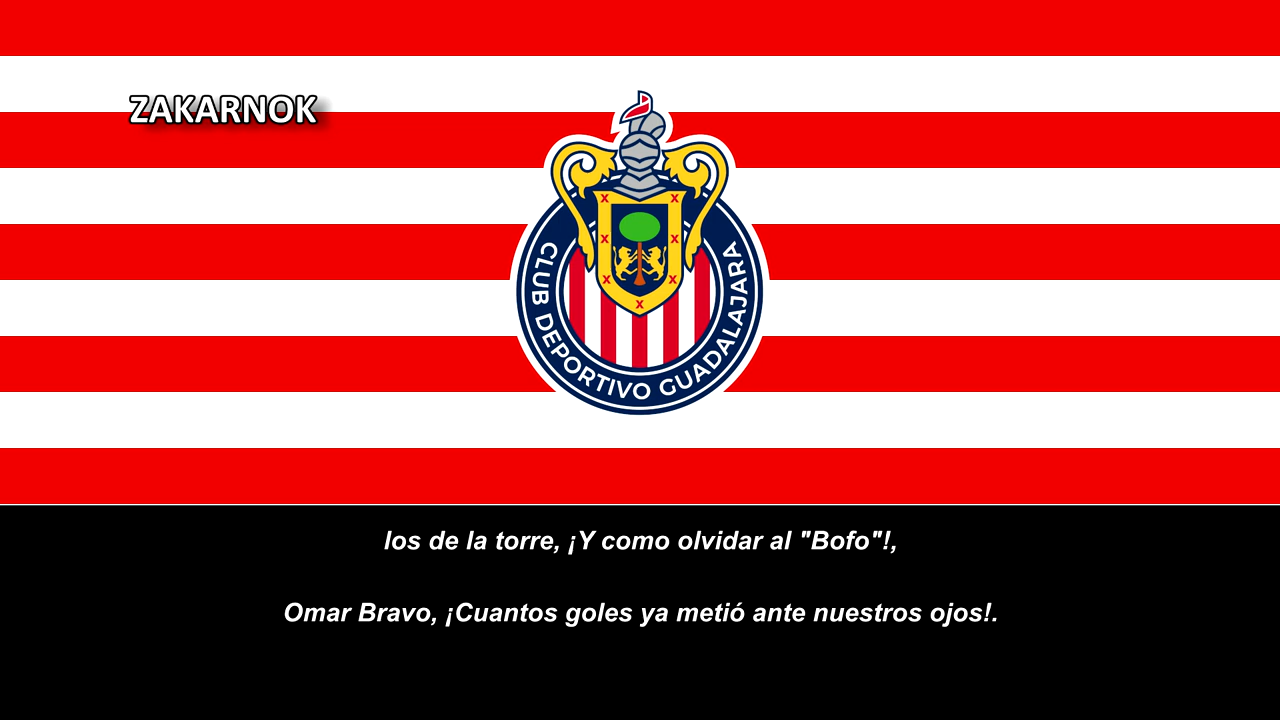 ZAKARNOK
CLUB DEPORTIVO GUADALAJARA
los de la torre, ¡Y como olvidar al "Bofo"!,
Omar Bravo, ¡Cuantos goles ya metió ante nuestros ojos!.